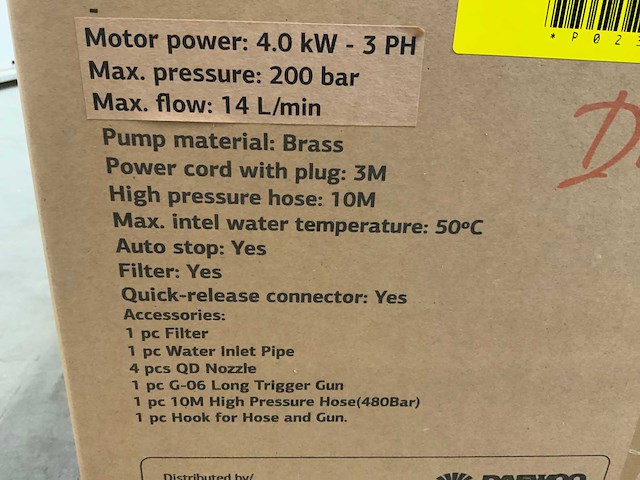 Motor power: 4.0 kW - 3 PH
Max. pressure: 200 bar
Max. flow: 14 L/min
Pump material: Brass
Power cord with plug: 3M
High pressure hose: 10M
Max. intel water temperature: 50ºC
Auto stop: Yes
Filter: Yes
Quick-release connector: Yes
Accessories:
1 pc Filter
1 pc Water Inlet Pipe
4 pcs QD Nozzle
1 pc G-06 Long Trigger Gun
1 pc 10M High Pressure Hose(480Bar)
1 pc Hook for Hose and Gun.
Distributed by/
DAEWOO
*P02